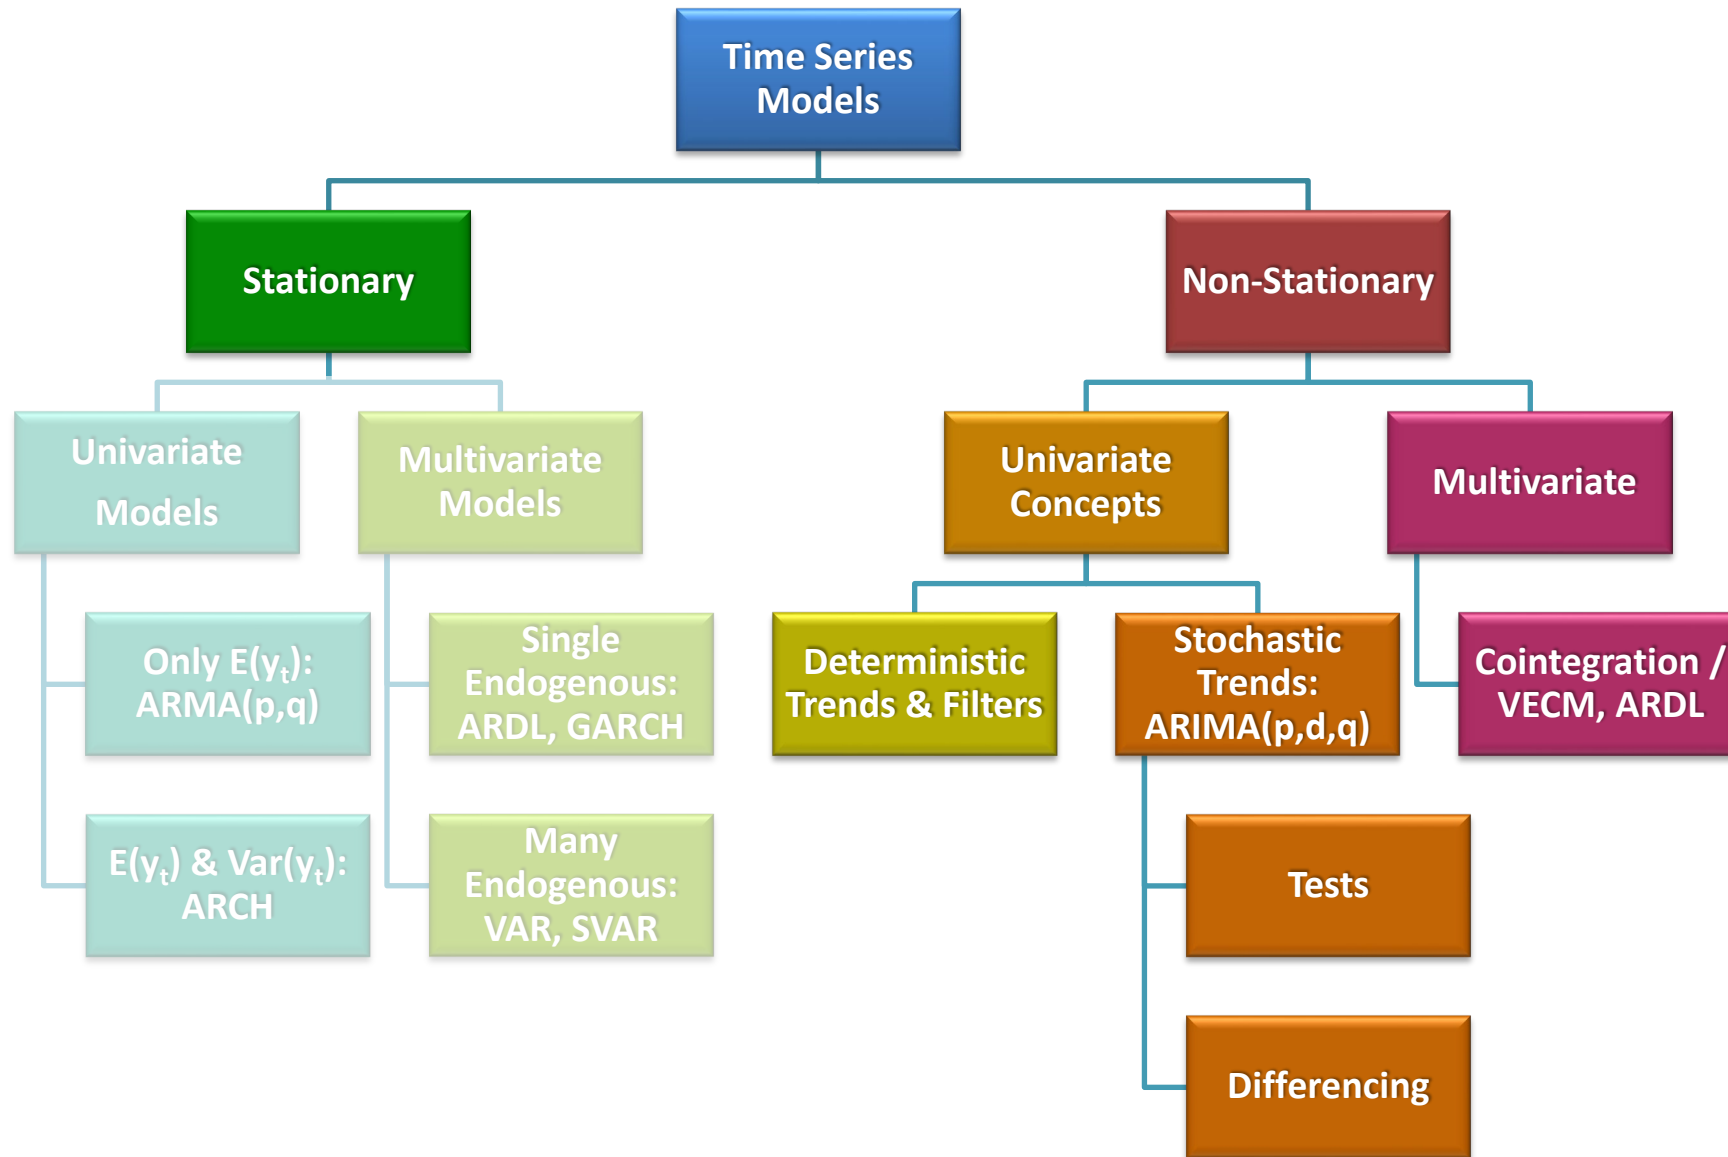 Time Series
Models
Stationary
Non-Stationary
Univariate
Models
Multivariate
Models
Univariate
Concepts
Multivariate
Only E(yₜ):
ARMA(p,q)
Single
Endogenous:
ARDL, GARCH
Deterministic
Trends & Filters
Stochastic
Trends:
ARIMA(p,d,q)
Cointegration /
VECM, ARDL
E(yₜ) & Var(yₜ):
ARCH
Many
Endogenous:
VAR, SVAR
Tests
Differencing